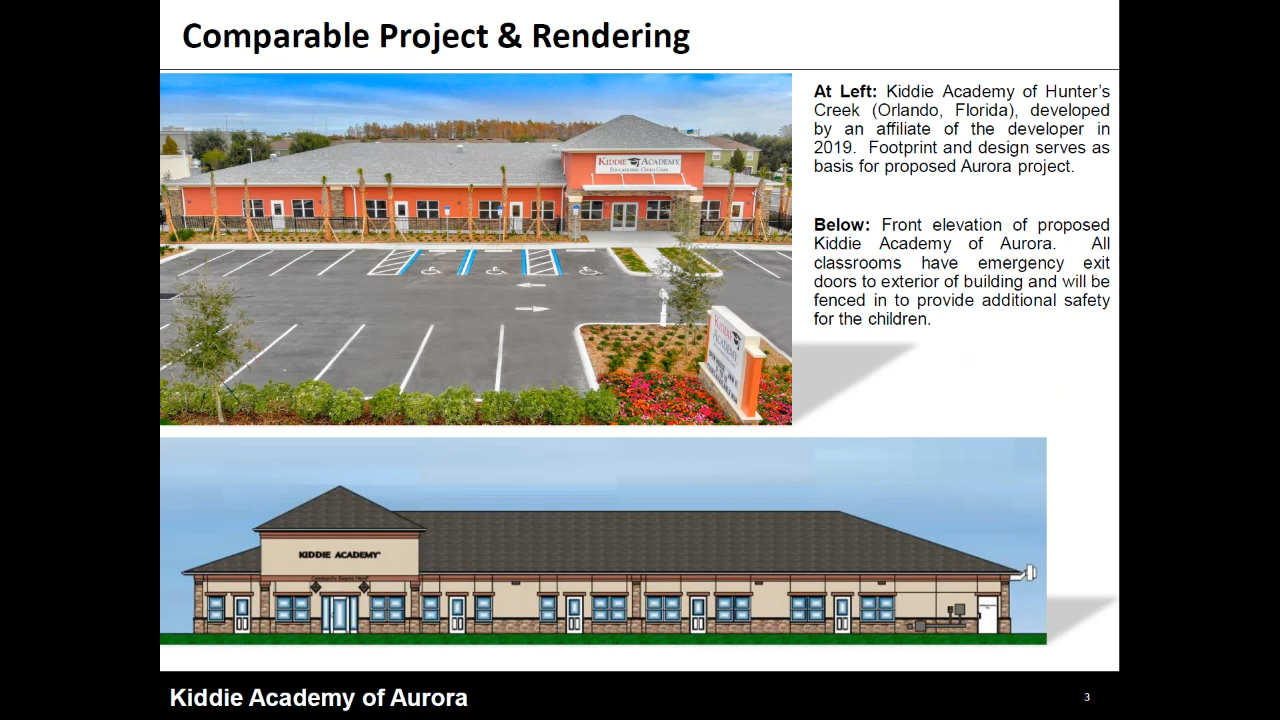 Comparable Project & Rendering
At Left: Kiddie Academy of Hunter's
Creek (Orlando, Florida), developed
by an affiliate of the developer in
2019. Footprint and design serves as
basis for proposed Aurora project.
KIDDIE ACADEMY
EDUCATIONAL CHILD CARE
KIDDIE
ACADEMY
Below: Front elevation of proposed
Kiddie Academy of Aurora. All
classrooms have emergency exit
doors to exterior of building and will be
fenced in to provide additional safety
for the children.
KIDDIE ACADEMY
Kiddie Academy of Aurora
3